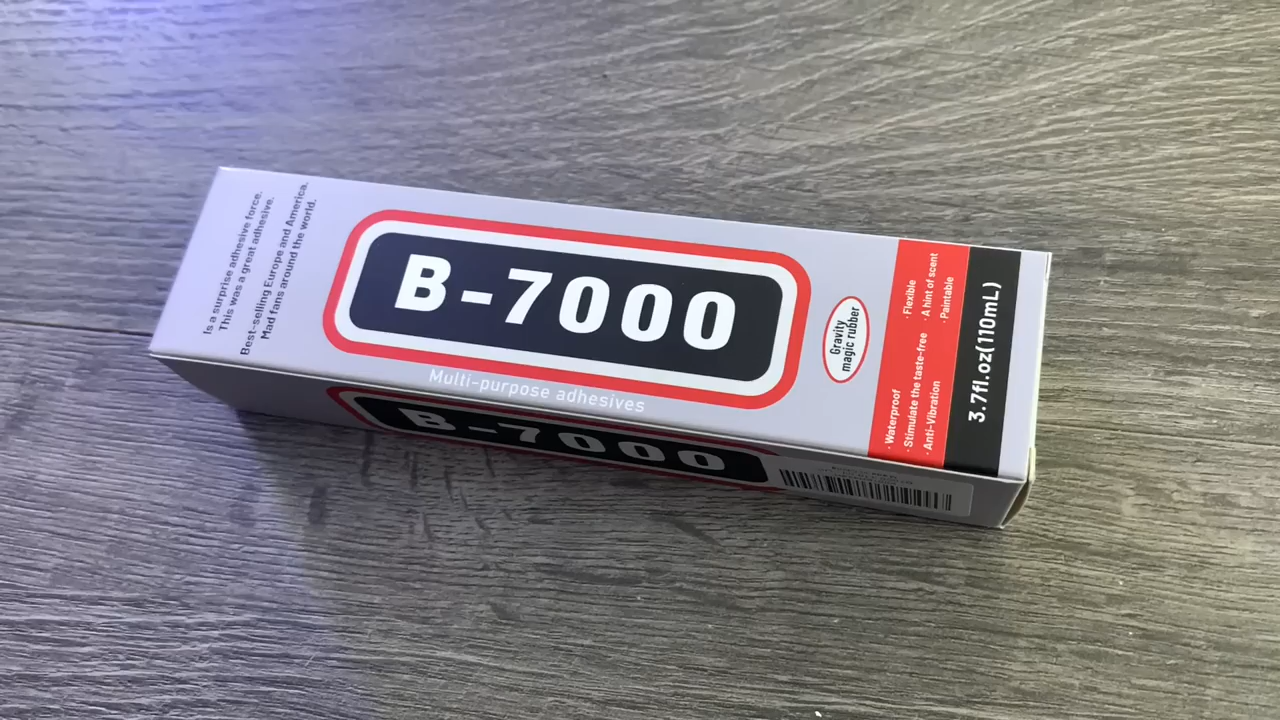 Is a surprise adhesive force.
This was a great adhesive.
Best-selling Europe and America.
Mad fans around the world.
B-7000
Multi-purpose adhesives
Gravity
magic rubber
· Waterproof
· Flexible
· Stimulate the taste-free
· A hint of scent
· Anti-Vibration
· Paintable
3.7fl.oz(110mL)
B-7000